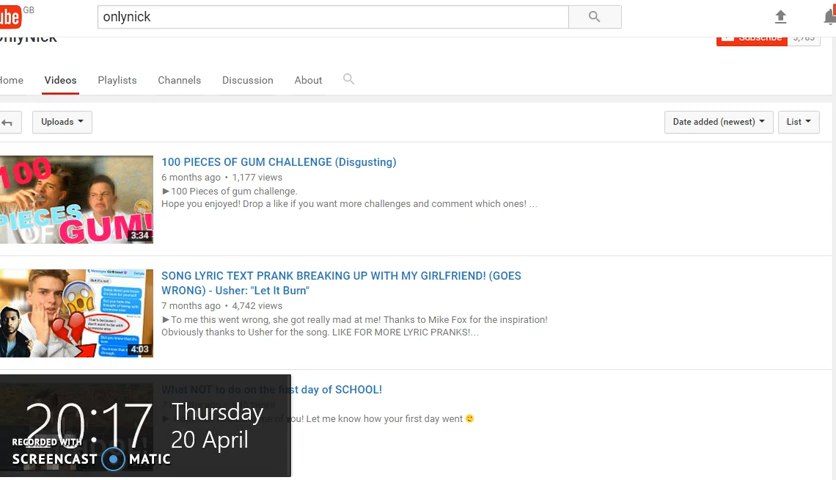 GB
onlynick
OnlyNick
Subscribe 5,785
Home Videos Playlists Channels Discussion About
Uploads Date added (newest) List
100 PIECES OF GUM CHALLENGE (Disgusting)
6 months ago • 1,177 views
►100 Pieces of gum challenge.
Hope you enjoyed! Drop a like if you want more challenges and comment which ones! ...
100
PIECES
OF GUM!
3:34
SONG LYRIC TEXT PRANK BREAKING UP WITH MY GIRLFRIEND! (GOES
WRONG) - Usher: "Let It Burn"
7 months ago • 4,742 views
►To me this went wrong, she got really mad at me! Thanks to Mike Fox for the inspiration!
Obviously thanks to Usher for the song. LIKE FOR MORE LYRIC PRANKS!...
4:03
What NOT to do on the first day of SCHOOL!
you! Let me know how your first day went
20:17 Thursday
20 April
RECORDED WITH
SCREENCAST MATIC